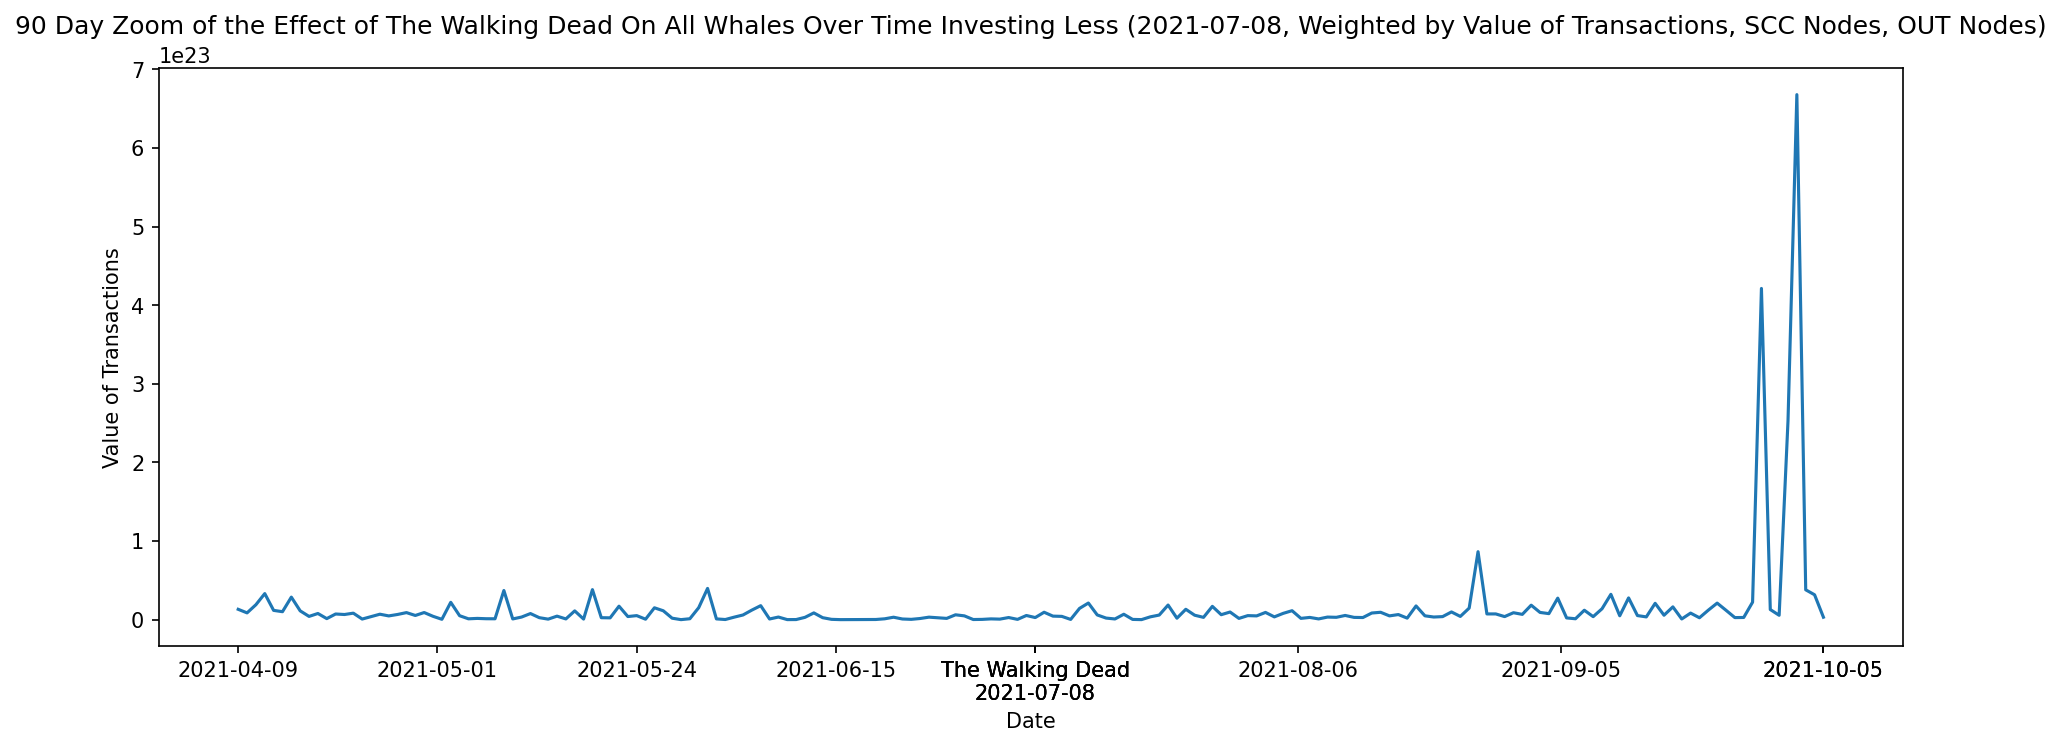 90 Day Zoom of the Effect of The Walking Dead On All Whales Over Time Investing Less (2021-07-08, Weighted by Value of Transactions, SCC Nodes, OUT Nodes)
1e23
7
6
5
4
3
2
1
0
Value of Transactions
2021-04-09 2021-05-01 2021-05-24 2021-06-15 The Walking Dead 2021-08-06 2021-09-05 2021-10-05
2021-07-08
Date